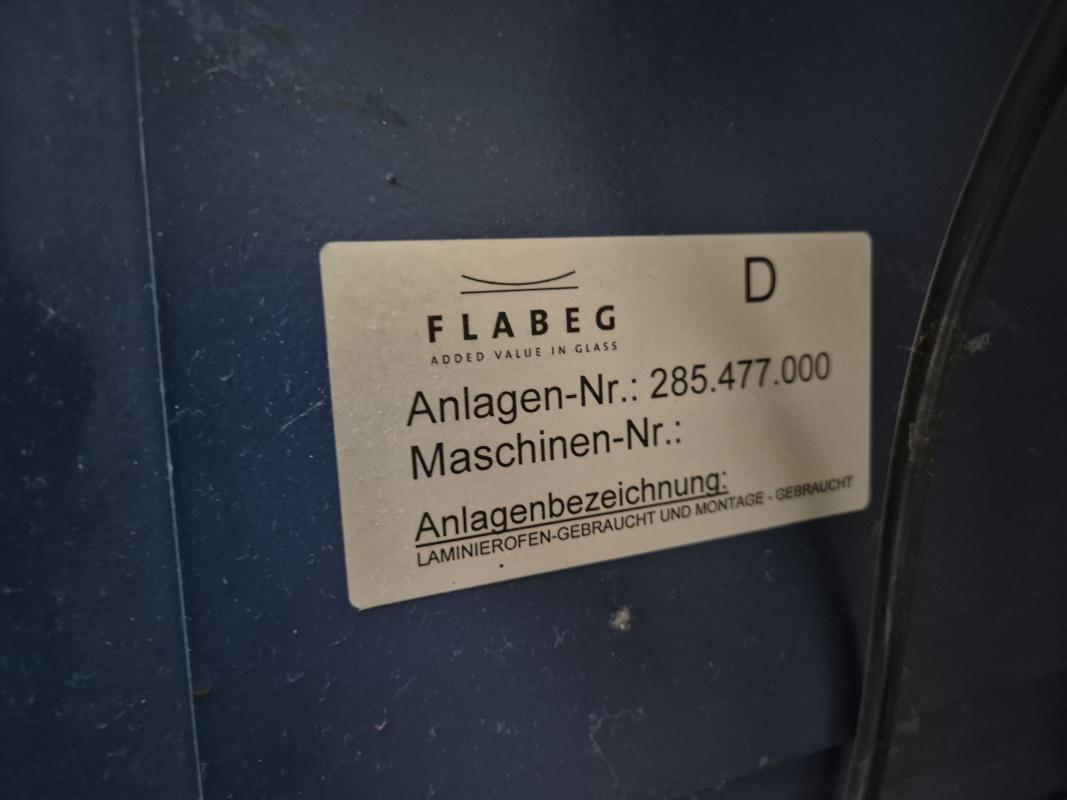 D
FLABEG
ADDED VALUE IN GLASS
Anlagen-Nr.: 285.477.000
Maschinen-Nr.:
Anlagenbezeichnung:
LAMINIEROFEN-GEBRAUCHT UND MONTAGE - GEBRAUCHT